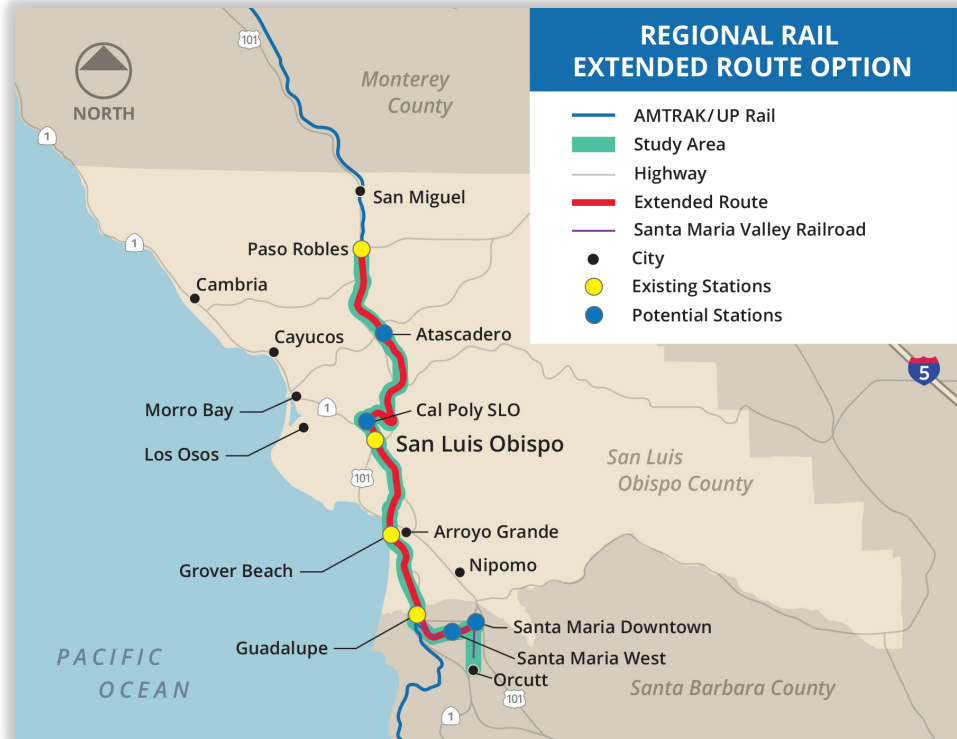 REGIONAL RAIL
EXTENDED ROUTE OPTION
AMTRAK/UP Rail
Study Area
Highway
Extended Route
Santa Maria Valley Railroad
City
Existing Stations
Potential Stations
101
Monterey
County
NORTH
1
San Miguel
1
Paso Robles
Cambria
Cayucos
Atascadero
5
Morro Bay
1
Cal Poly SLO
Los Osos
San Luis Obispo
101
San Luis
Obispo County
Arroyo Grande
Grover Beach
Nipomo
Guadalupe
Santa Maria Downtown
Santa Maria West
Orcutt
PACIFIC
OCEAN
101
1
Santa Barbara County